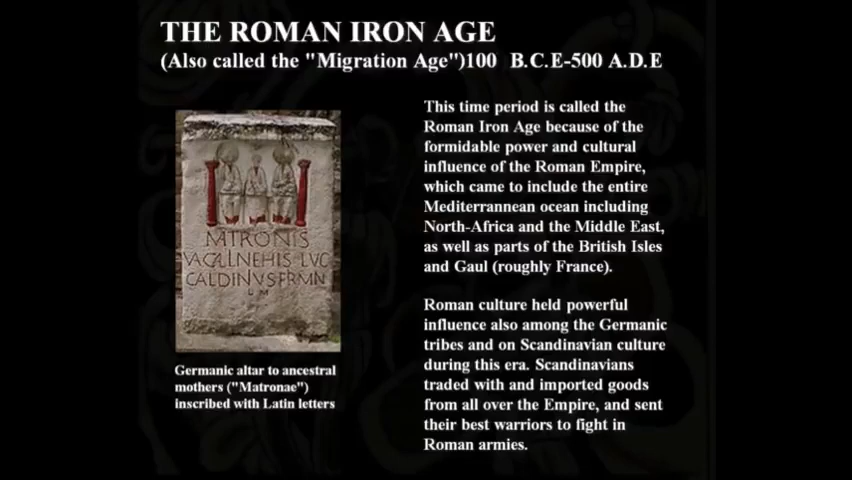 THE ROMAN IRON AGE
(Also called the "Migration Age")100 B.C.E-500 A.D.E
This time period is called the
Roman Iron Age because of the
formidable power and cultural
influence of the Roman Empire,
which came to include the entire
Mediterrannean ocean including
North-Africa and the Middle East,
as well as parts of the British Isles
and Gaul (roughly France).
Roman culture held powerful
influence also among the Germanic
tribes and on Scandinavian culture
during this era. Scandinavians
traded with and imported goods
from all over the Empire, and sent
their best warriors to fight in
Roman armies.
MTRONIS
VACALLNEHIS LVC
CALDINVS FRMN
L M
Germanic altar to ancestral
mothers ("Matronae")
inscribed with Latin letters